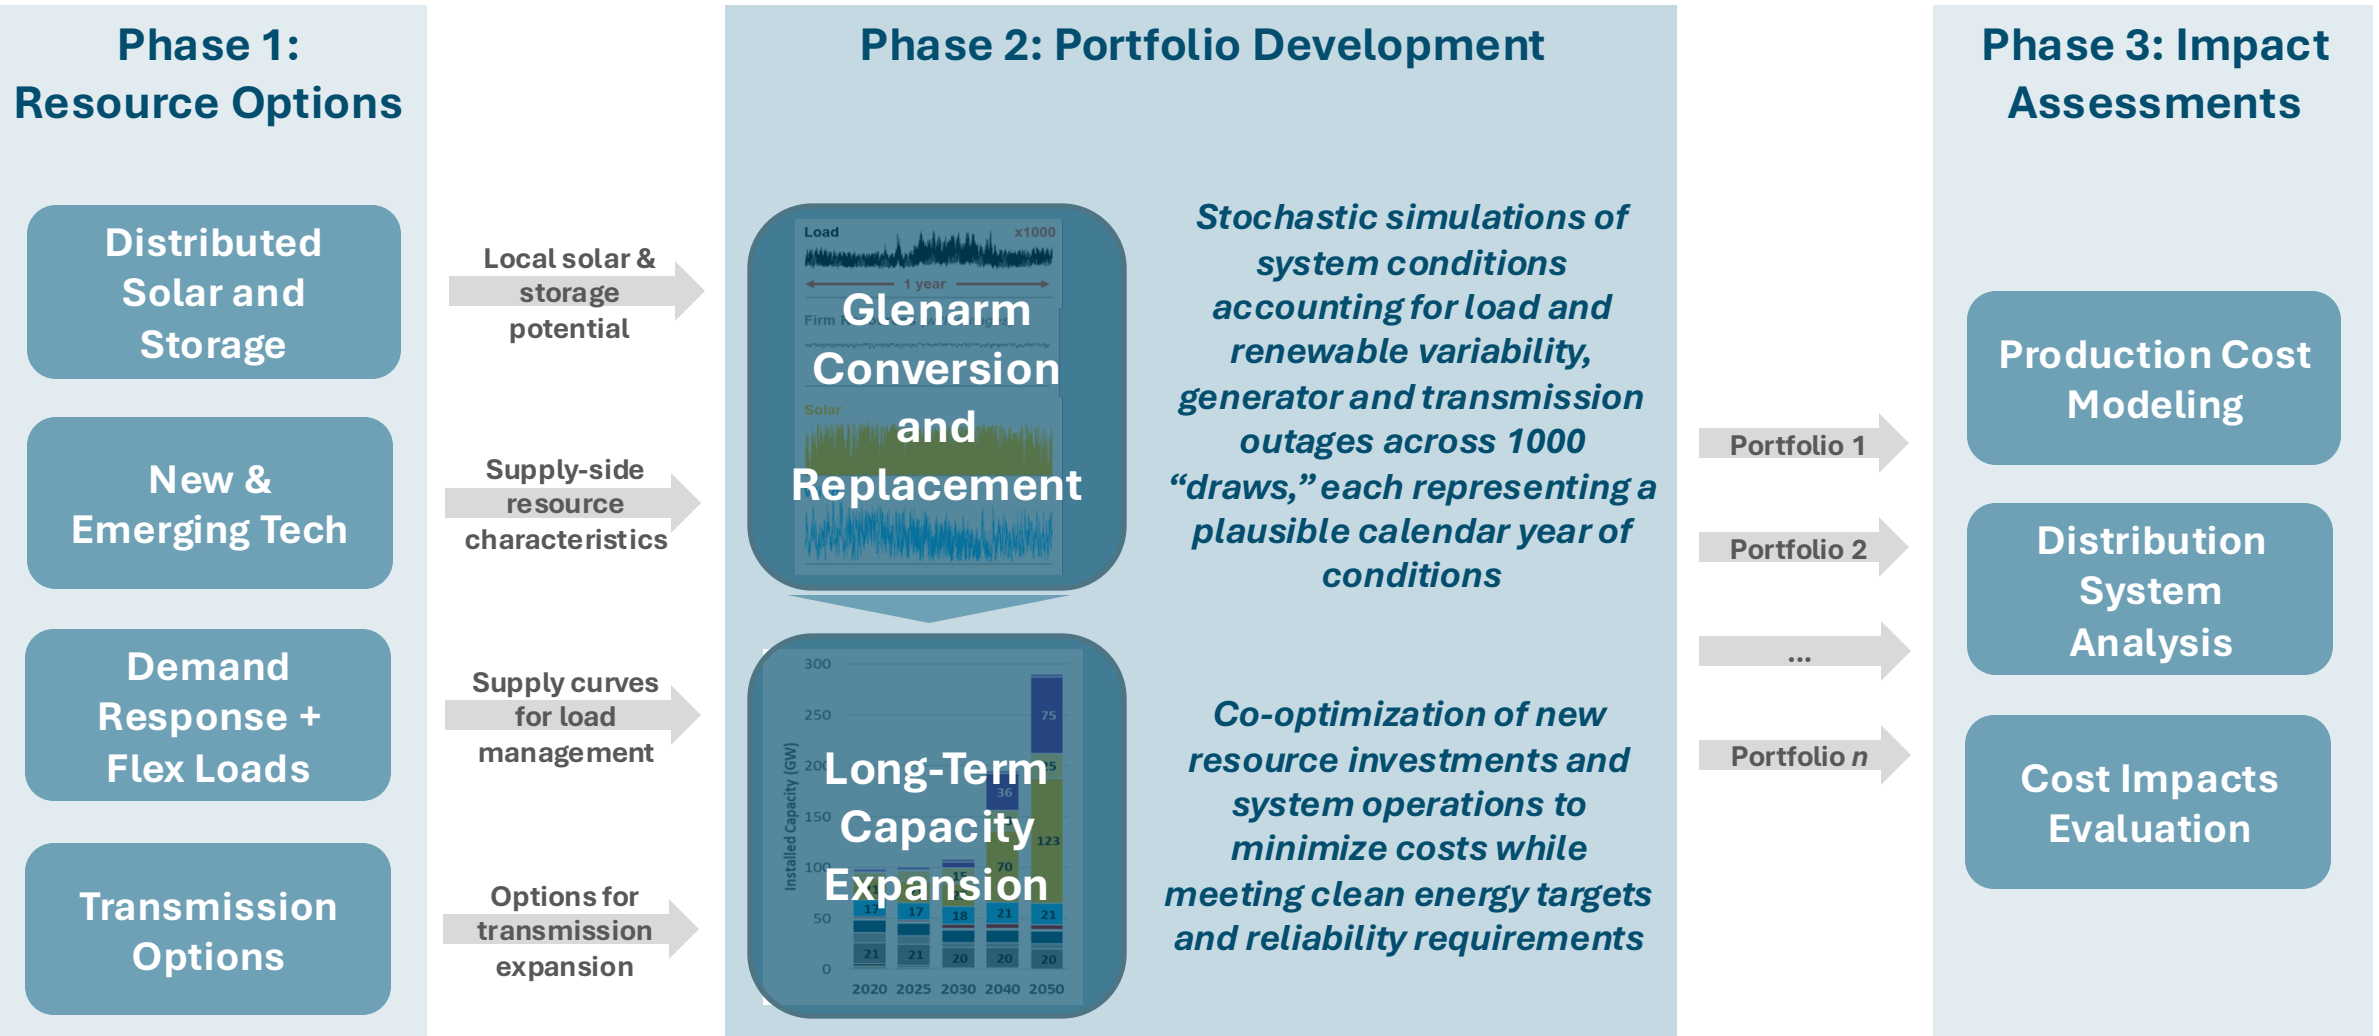 Phase 1:
Resource Options
Distributed
Solar and
Storage
New &
Emerging Tech
Demand
Response +
Flex Loads
Transmission
Options
Local solar &
storage
potential
Supply-side
resource
characteristics
Supply curves
for load
management
Options for
transmission
expansion
Phase 2: Portfolio Development
Load x1000
1 year
Firm
Solar
Glenarm
Conversion
and
Replacement
Stochastic simulations of
system conditions
accounting for load and
renewable variability,
generator and transmission
outages across 1000
“draws,” each representing a
plausible calendar year of
conditions
Installed Capacity (GW)
300
250
200
150
100
50
0
75
36
123
70
15
17 17 18 21 21
21 21 20 20 20
2020 2025 2030 2040 2050
Long-Term
Capacity
Expansion
Co-optimization of new
resource investments and
system operations to
minimize costs while
meeting clean energy targets
and reliability requirements
Portfolio 1
Portfolio 2
...
Portfolio n
Phase 3: Impact
Assessments
Production Cost
Modeling
Distribution
System
Analysis
Cost Impacts
Evaluation